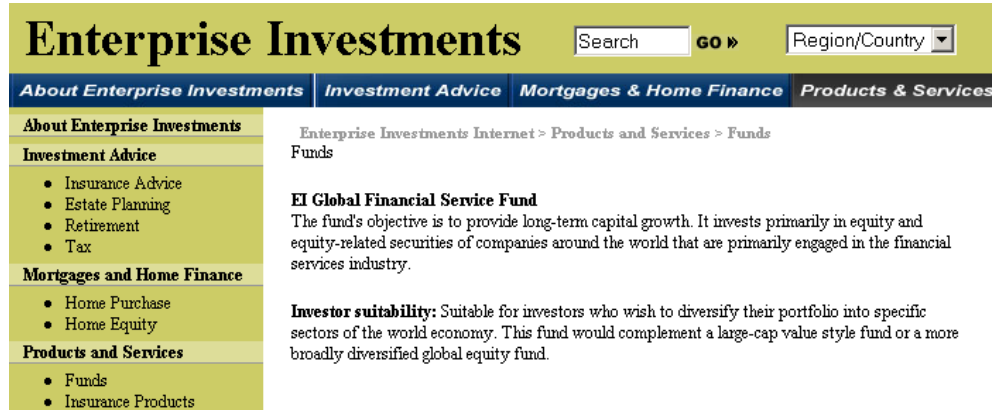 Enterprise Investments
Search GO » Region/Country
About Enterprise Investments Investment Advice Mortgages & Home Finance Products & Services
About Enterprise Investments
Investment Advice
• Insurance Advice
• Estate Planning
• Retirement
• Tax
Mortgages and Home Finance
• Home Purchase
• Home Equity
Products and Services
• Funds
• Insurance Products
Enterprise Investments Internet > Products and Services > Funds
Funds
EI Global Financial Service Fund
The fund's objective is to provide long-term capital growth. It invests primarily in equity and
equity-related securities of companies around the world that are primarily engaged in the financial
services industry.
Investor suitability: Suitable for investors who wish to diversify their portfolio into specific
sectors of the world economy. This fund would complement a large-cap value style fund or a more
broadly diversified global equity fund.